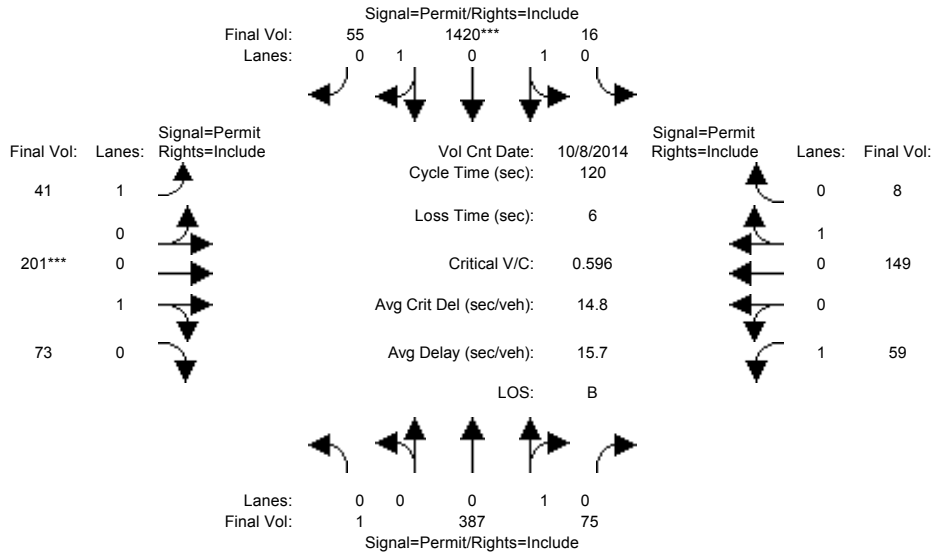 Signal=Permit/Rights=Include
Final Vol: 55 1420*** 16
Lanes: 0 1 0 1 0
Signal=Permit Signal=Permit
Final Vol: Lanes: Rights=Include Vol Cnt Date: 10/8/2014 Rights=Include Lanes: Final Vol:
Cycle Time (sec): 120
41 1 0 8
Loss Time (sec): 6
0 1
201*** 0 Critical V/C: 0.596 0 149
1 Avg Crit Del (sec/veh): 14.8 0
73 0 Avg Delay (sec/veh): 15.7 1 59
LOS: B
Lanes: 0 0 0 1 0
Final Vol: 1 387 75
Signal=Permit/Rights=Include